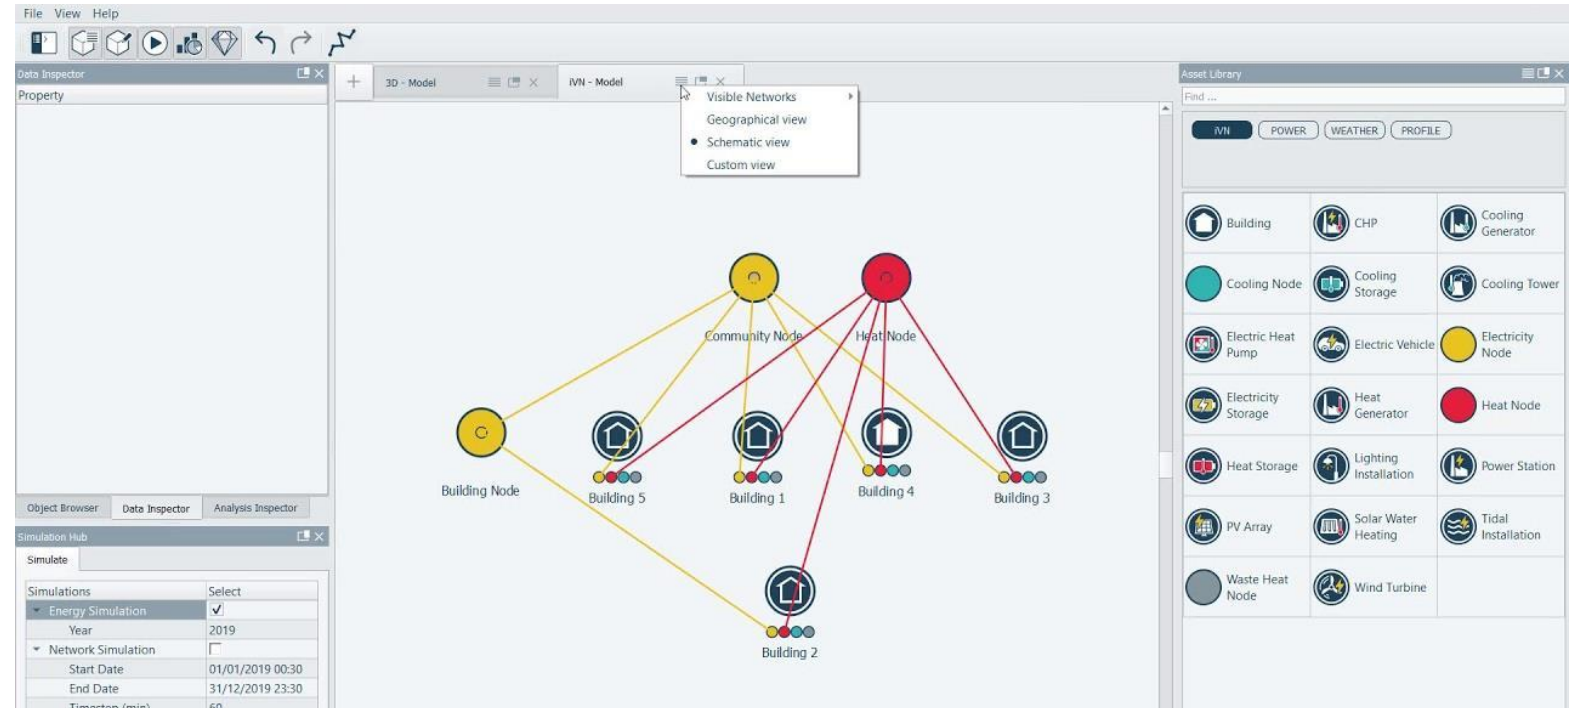 File View Help
Data Inspector
Property
3D - Model
iVN - Model
Visible Networks
Geographical view
Schematic view
Custom view
Community Node
Heat Node
Building Node
Building 5
Building 1
Building 4
Building 3
Building 2
Object Browser Data Inspector Analysis Inspector
Simulation Hub
Simulate
Simulations Select
Energy Simulation
Year 2019
Network Simulation
Start Date 01/01/2019 00:30
End Date 31/12/2019 23:30
Timestep (min) 60
Asset Library
Find ...
iVN POWER WEATHER PROFILE
Building
CHP
Cooling
Generator
Cooling Node
Cooling
Storage
Cooling Tower
Electric Heat
Pump
Electric Vehicle
Electricity
Node
Electricity
Storage
Heat
Generator
Heat Node
Heat Storage
Lighting
Installation
Power Station
PV Array
Solar Water
Heating
Tidal
Installation
Waste Heat
Node
Wind Turbine